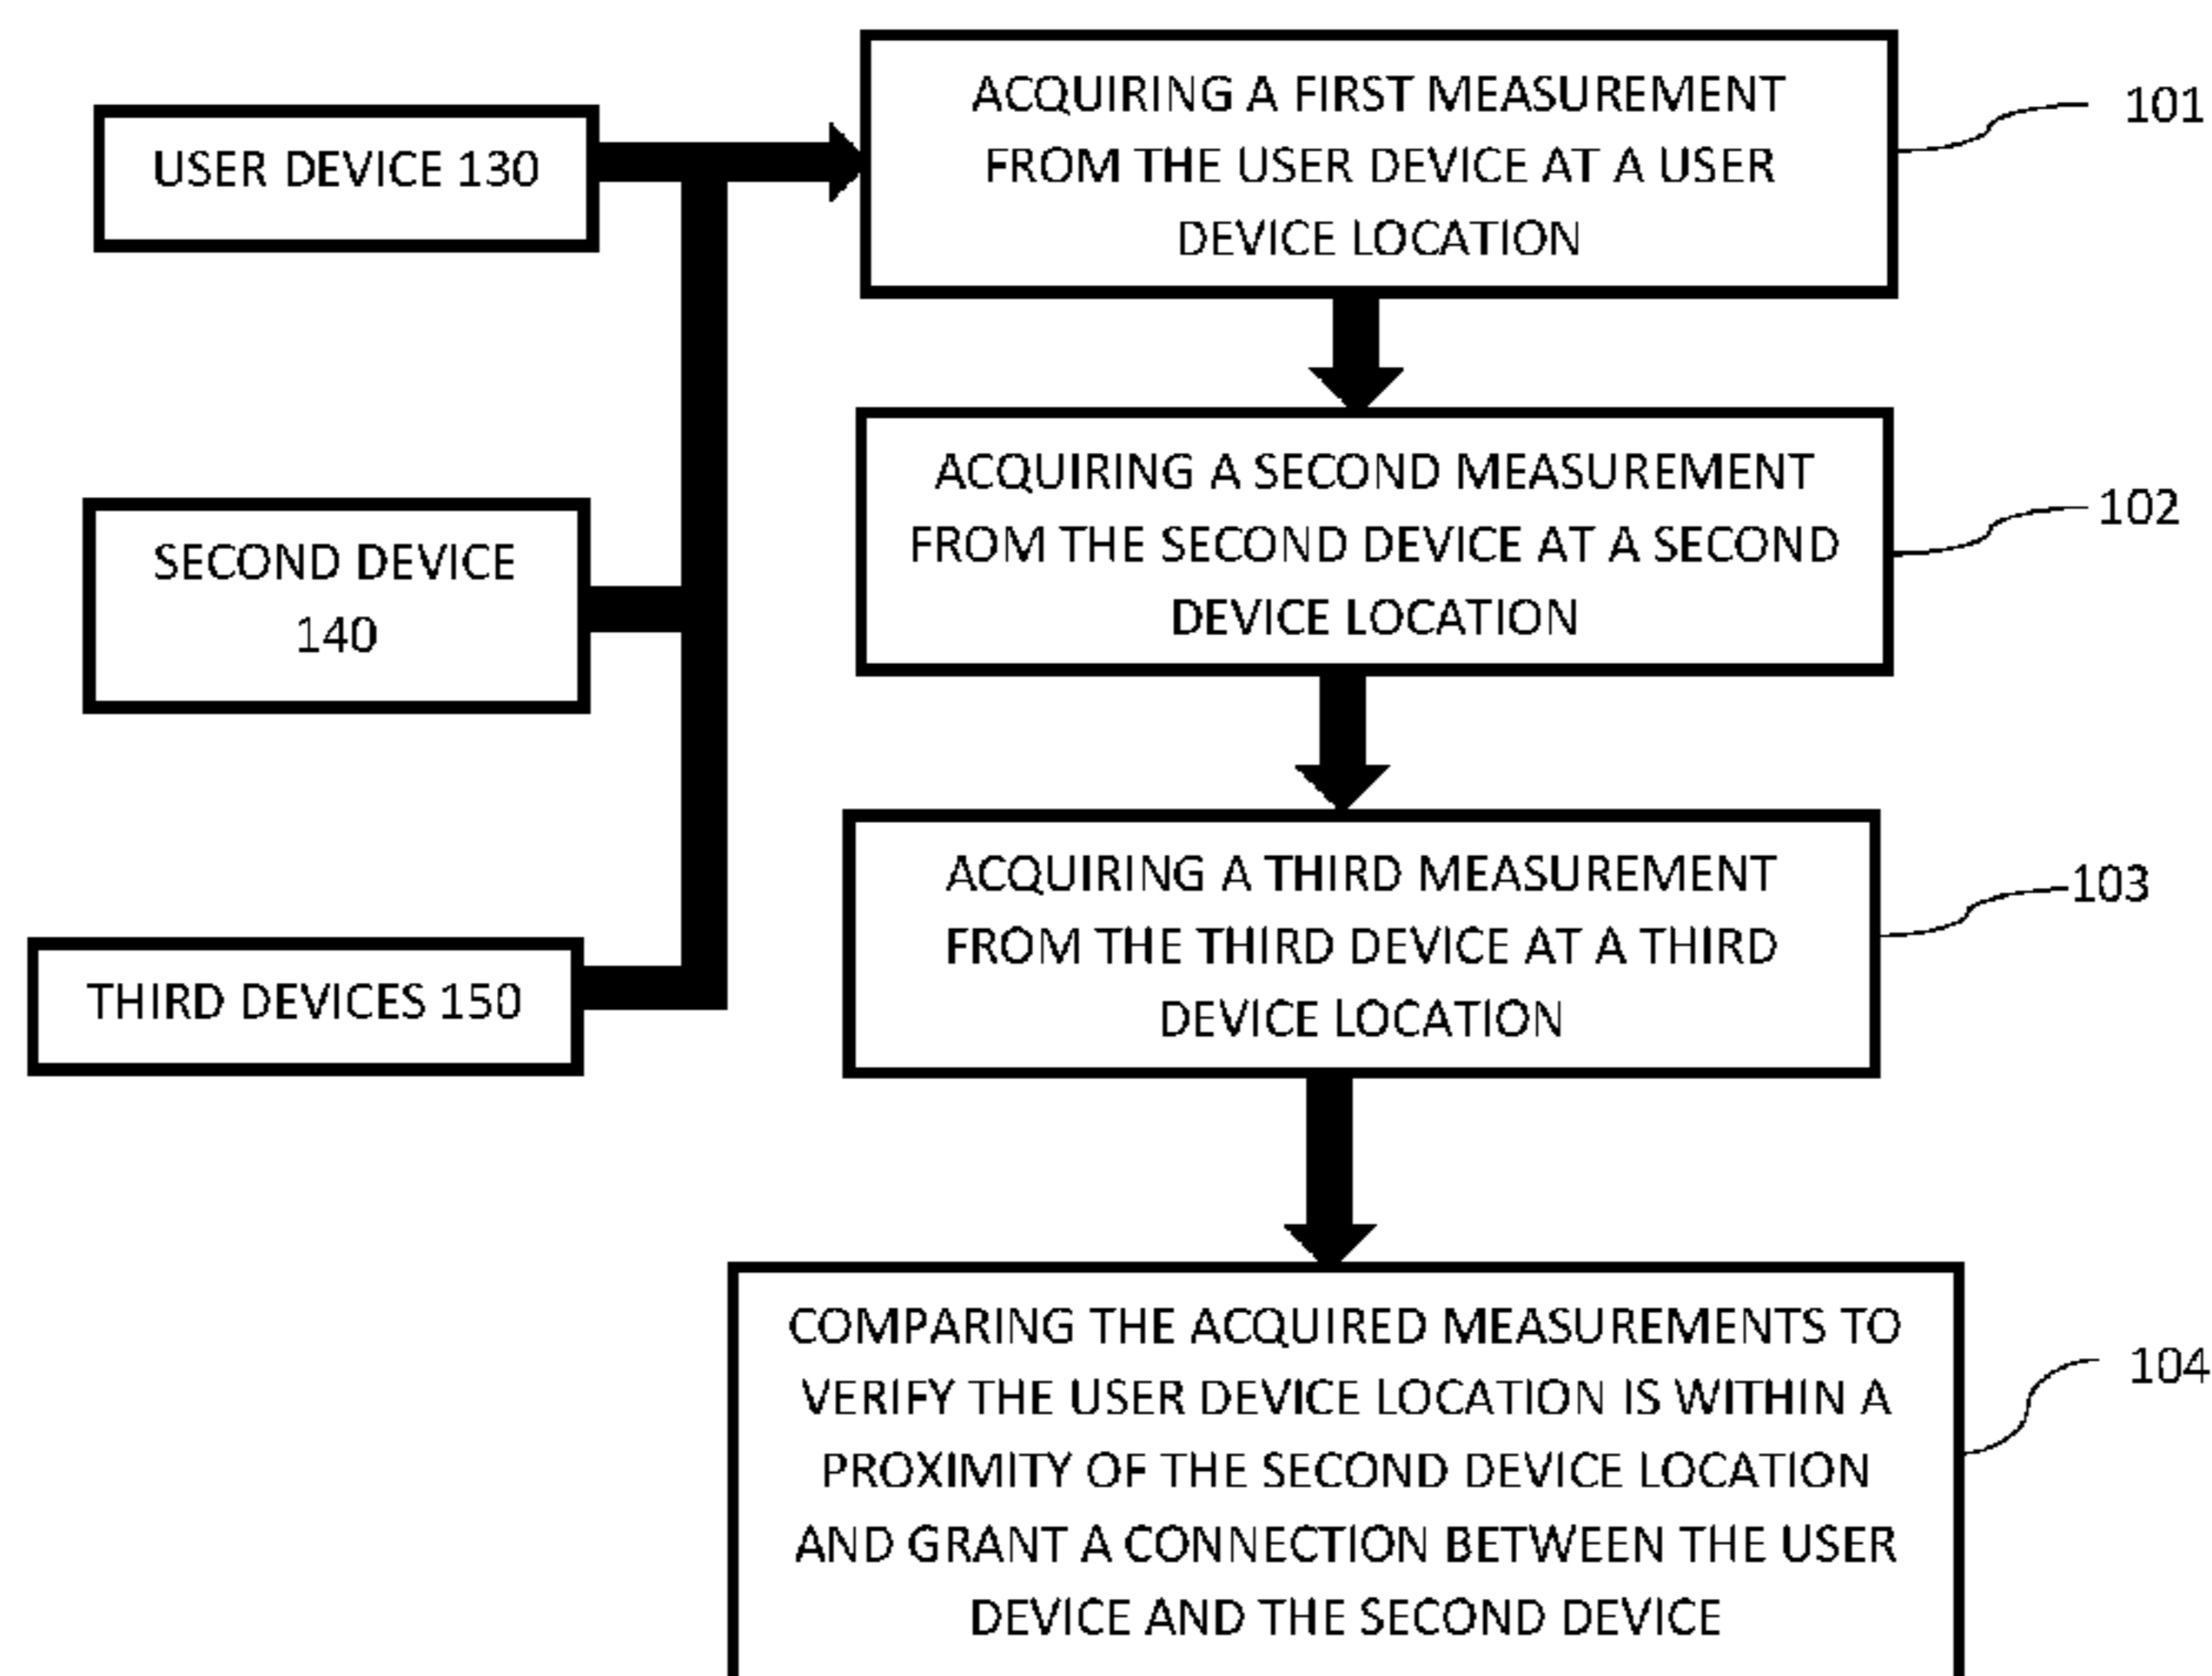 USER DEVICE 130
SECOND DEVICE
140
THIRD DEVICES 150
ACQUIRING A FIRST MEASUREMENT
FROM THE USER DEVICE AT A USER
DEVICE LOCATION
101
ACQUIRING A SECOND MEASUREMENT
FROM THE SECOND DEVICE AT A SECOND
DEVICE LOCATION
102
ACQUIRING A THIRD MEASUREMENT
FROM THE THIRD DEVICE AT A THIRD
DEVICE LOCATION
103
COMPARING THE ACQUIRED MEASUREMENTS TO
VERIFY THE USER DEVICE LOCATION IS WITHIN A
PROXIMITY OF THE SECOND DEVICE LOCATION
AND GRANT A CONNECTION BETWEEN THE USER
DEVICE AND THE SECOND DEVICE
104